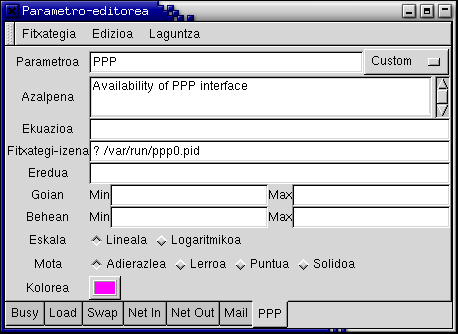 Parametro-editorea
Fitxategia Edizioa Laguntza
Parametroa PPP Custom
Azalpena Availability of PPP interface
Ekuazioa
Fitxategi-izena ? /var/run/ppp0.pid
Eredua
Goian Min Max
Behean Min Max
Eskala Lineala Logaritmikoa
Mota Adierazlea Lerroa Puntua Solidoa
Kolorea
Busy Load Swap Net In Net Out Mail PPP